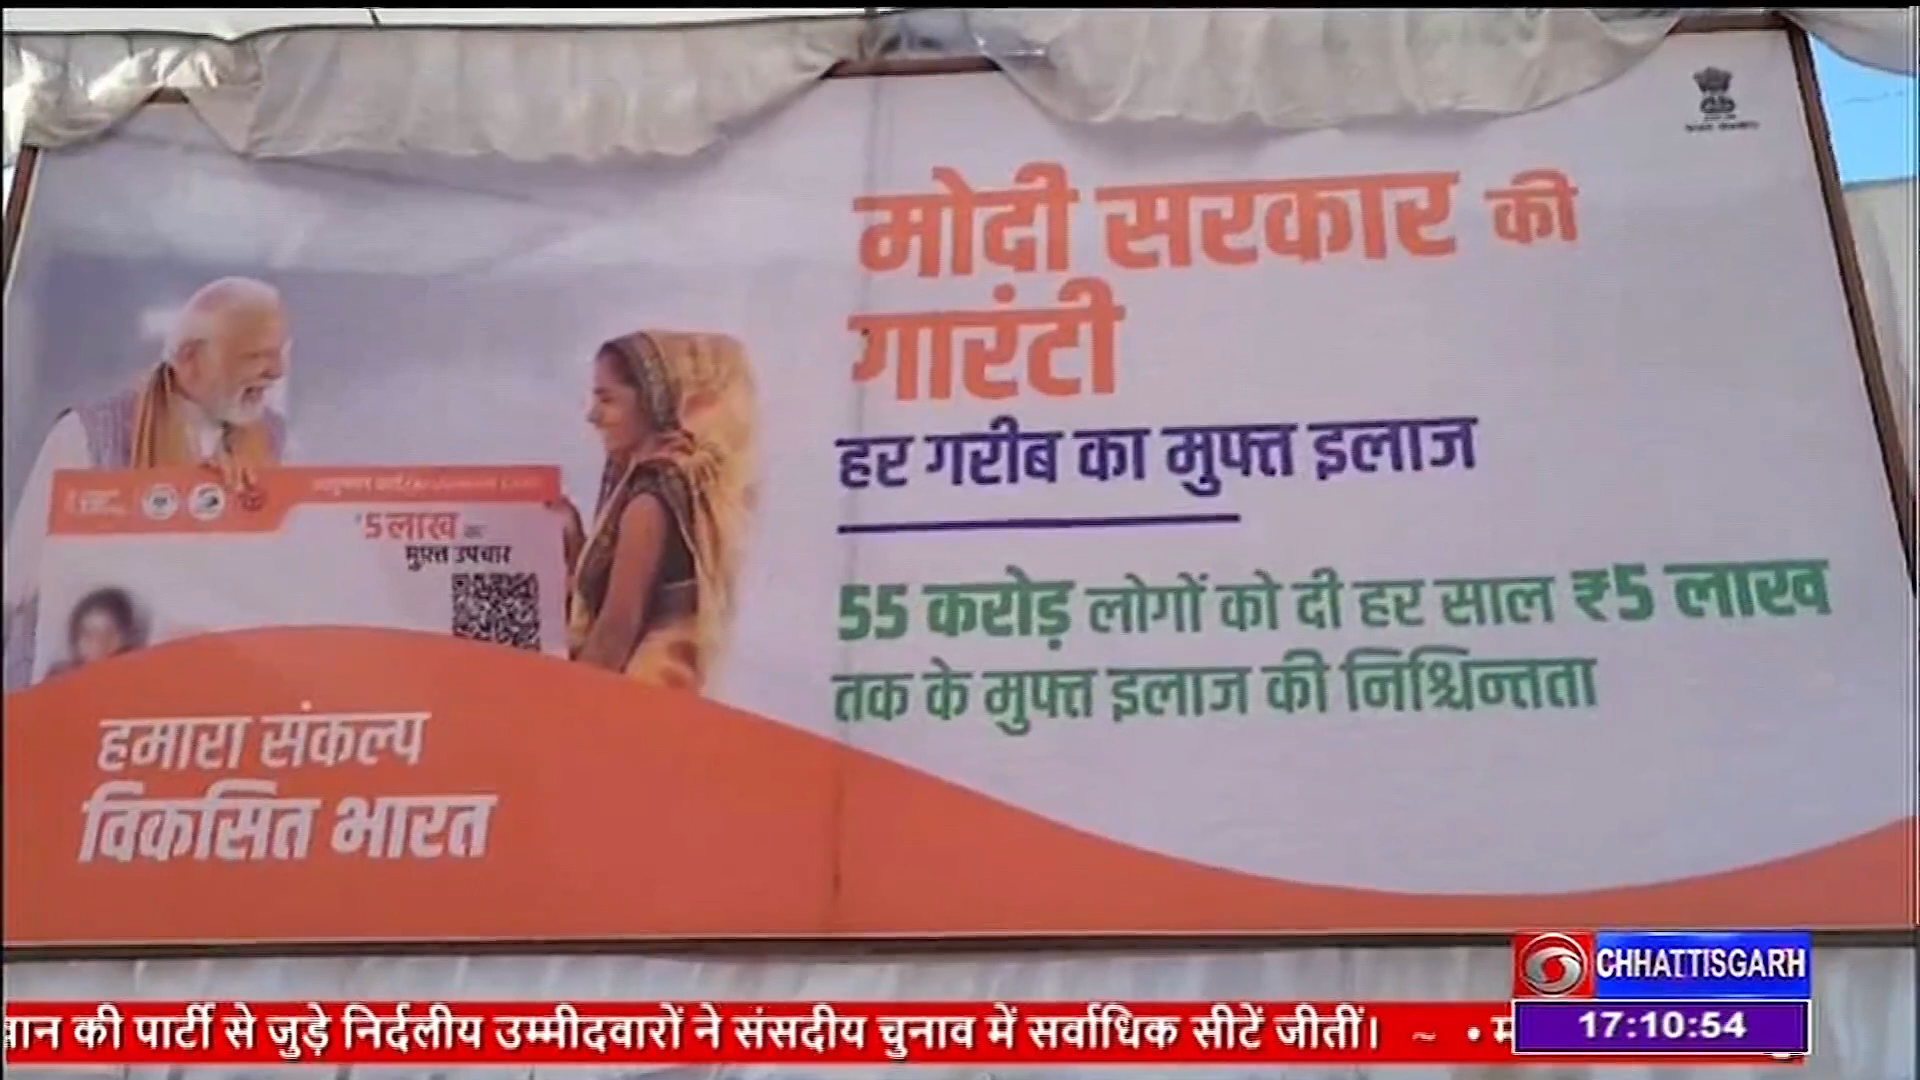 मोदी सरकार की
गारंटी
हर गरीब का मुफ्त इलाज
55 करोड़ लोगों को दी हर साल ₹5 लाख
तक के मुफ्त इलाज की निश्चिन्तता
₹5 लाख का
मुफ़्त उपचार
हमारा संकल्प
विकसित भारत
CHHATTISGARH
की पार्टी से जुड़े निर्दलीय उम्मीदवारों ने संसदीय चुनाव में सर्वाधिक सीटें जीतीं। ~ •
17:10:54